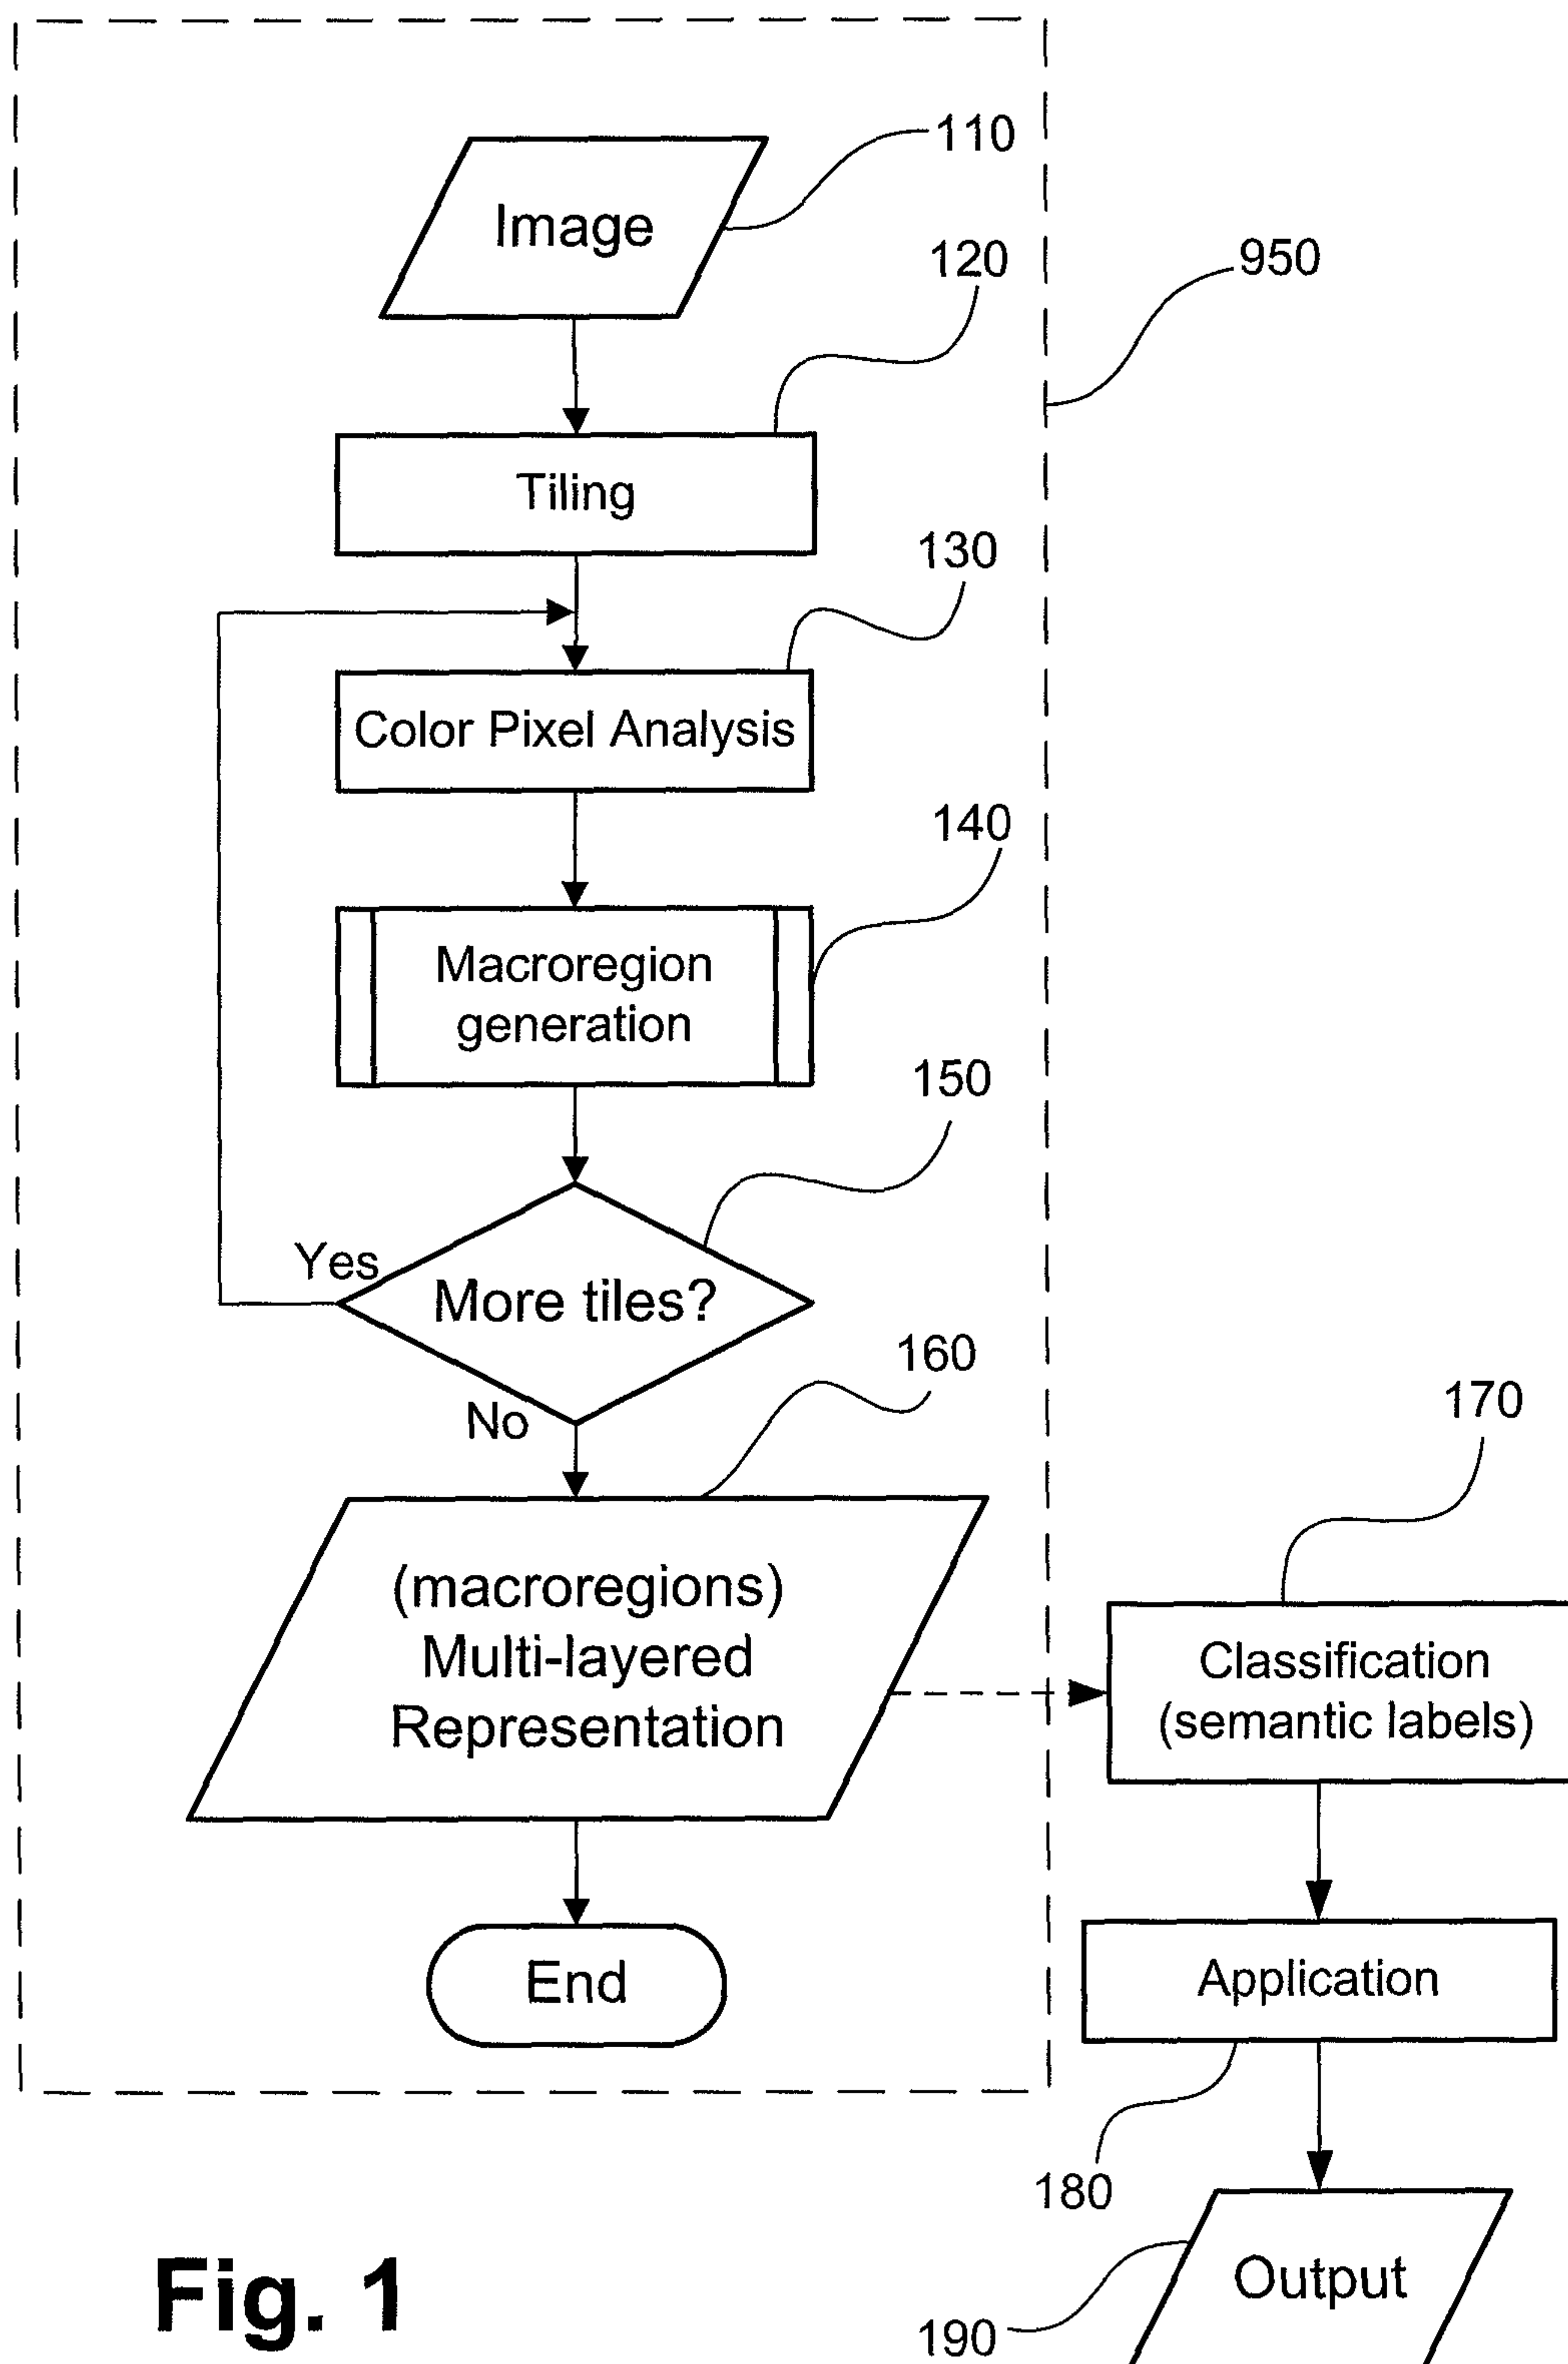 110
Image
120
950
Tiling
130
Color Pixel Analysis
140
Macroregion
generation
150
Yes
More tiles?
160
No
170
(macroregions)
Multi-layered
Representation
Classification
(semantic labels)
End
Application
180
Output
190
Fig. 1